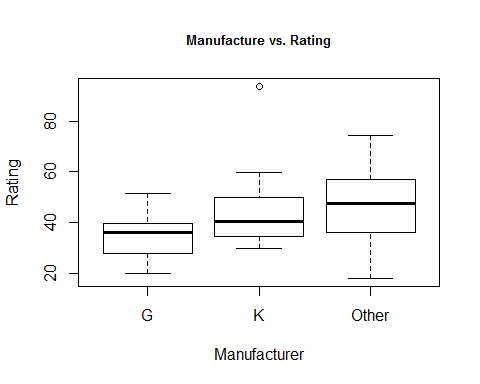 Manufacture vs. Rating
Rating
80
60
40
20
G K Other
Manufacturer